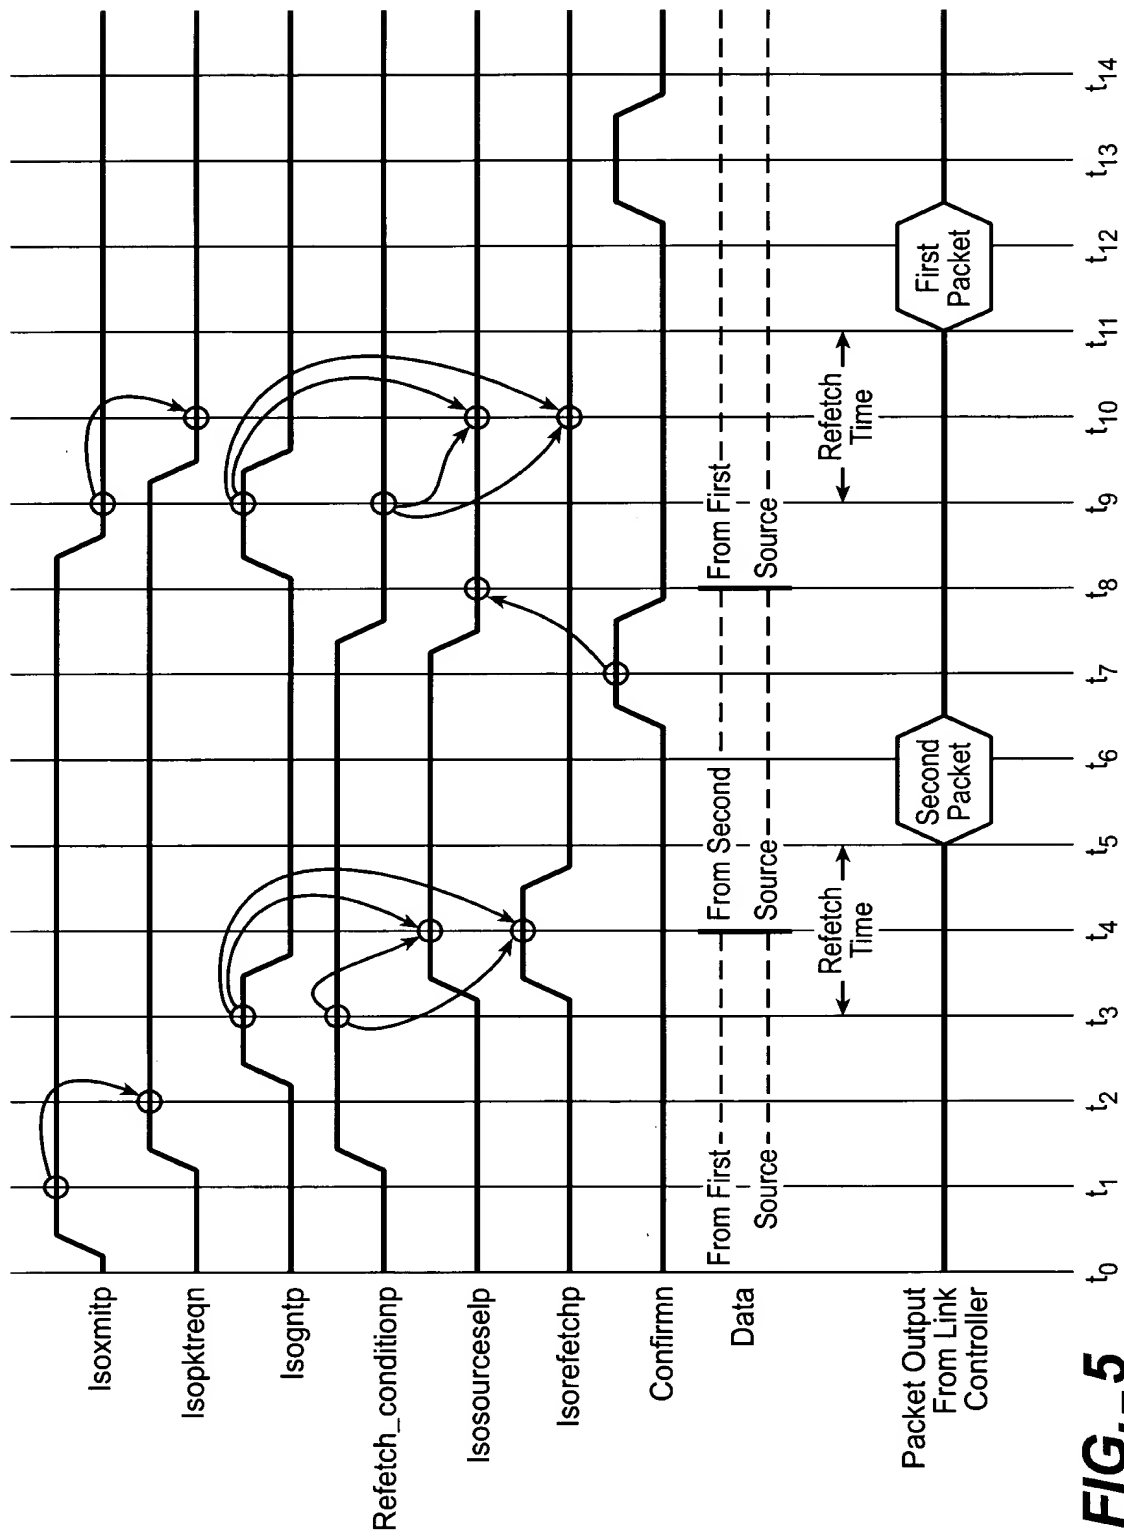 Isoxmitp
Isopktreqn
Isogntp
Refetch_conditionp
Isosourceselp
Isorefetchp
Confirmn
Data
From First
Source
From Second
Source
From First
Source
Refetch
Time
Refetch
Time
Packet Output
From Link
Controller
Second
Packet
First
Packet
t0 t1 t2 t3 t4 t5 t6 t7 t8 t9 t10 t11 t12 t13 t14
FIG._5